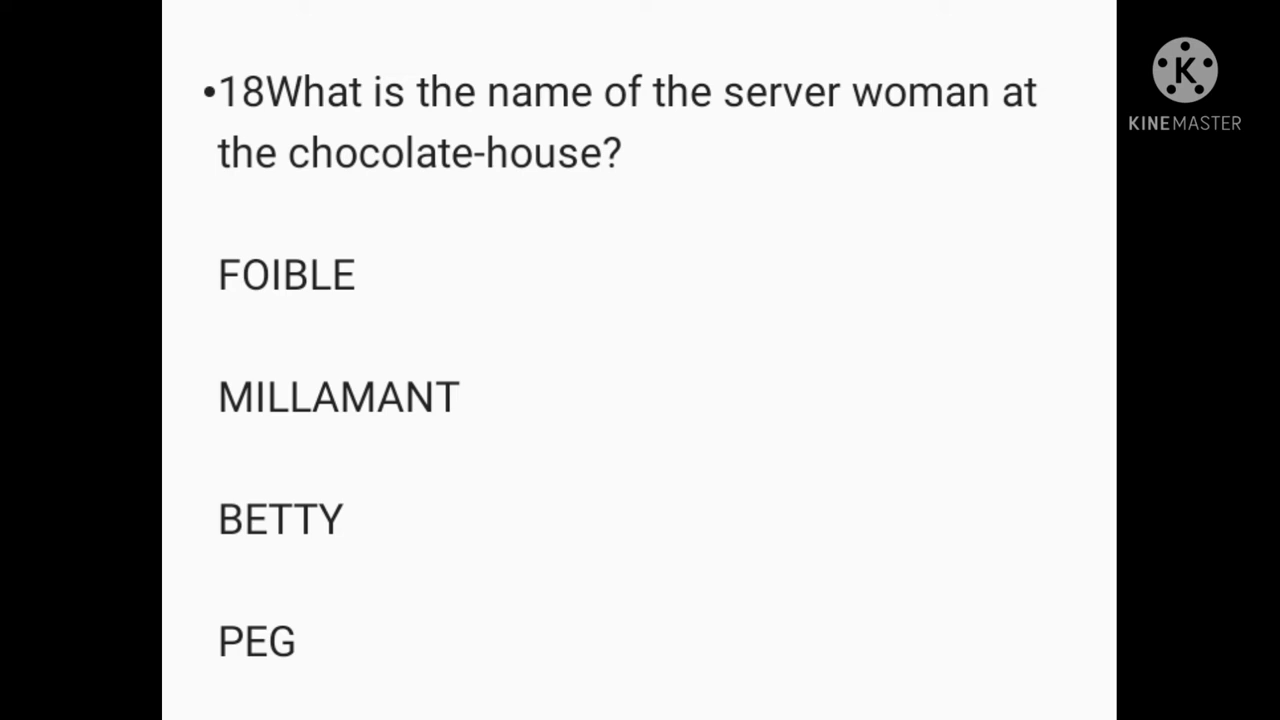 •18What is the name of the server woman at
the chocolate-house?
FOIBLE
MILLAMANT
BETTY
PEG
K
KINEMASTER